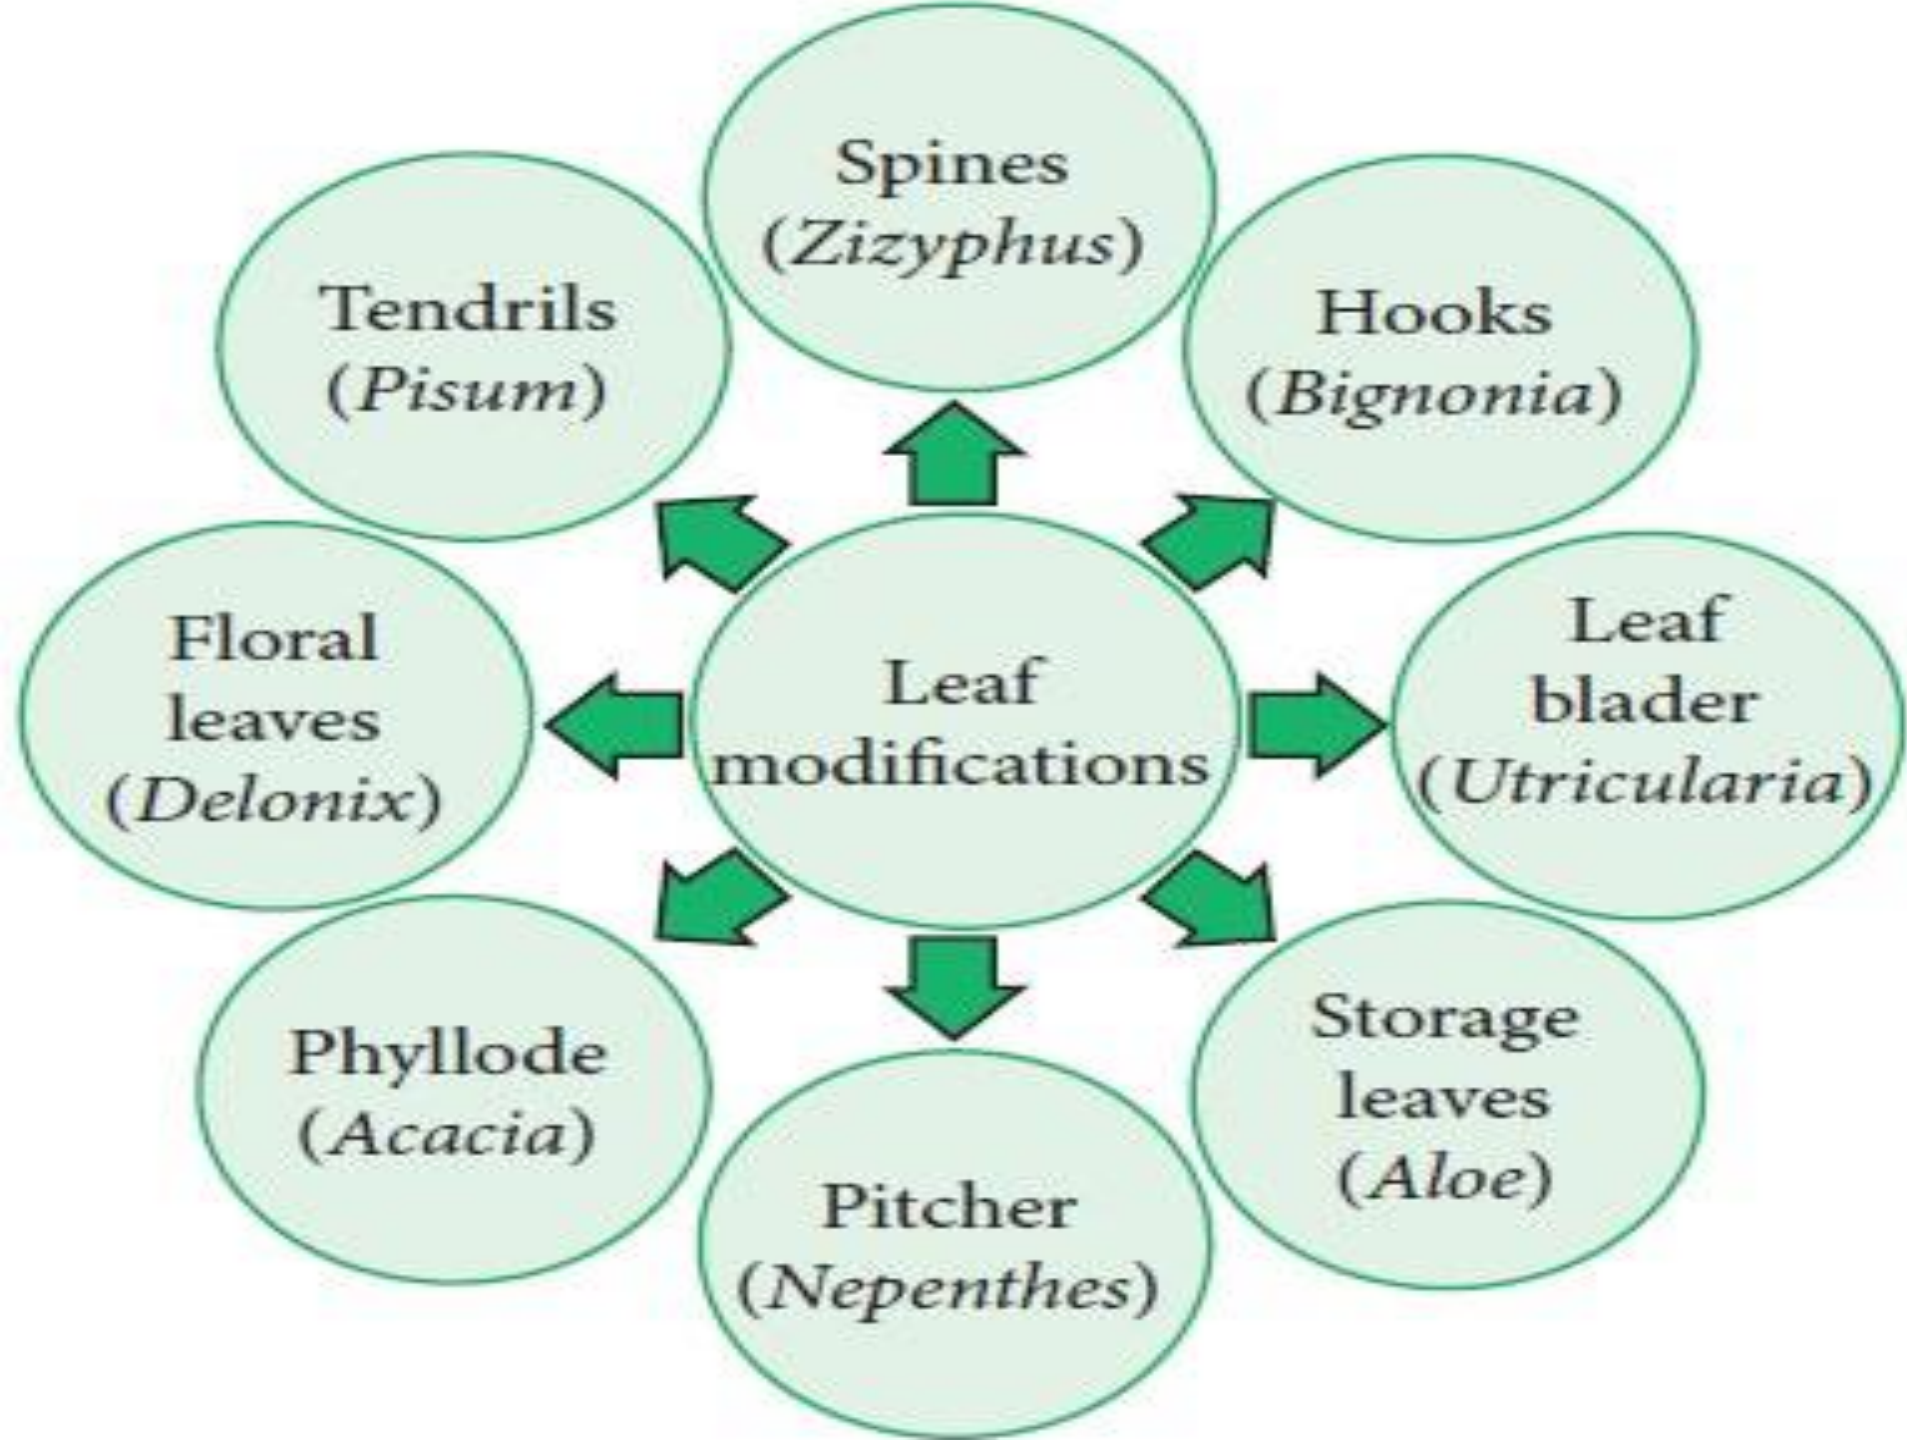 Spines
(Zizyphus)
Tendrils
(Pisum)
Hooks
(Bignonia)
Floral
leaves
(Delonix)
Leaf
modifications
Leaf
blader
(Utricularia)
Phyllode
(Acacia)
Storage
leaves
(Aloe)
Pitcher
(Nepenthes)